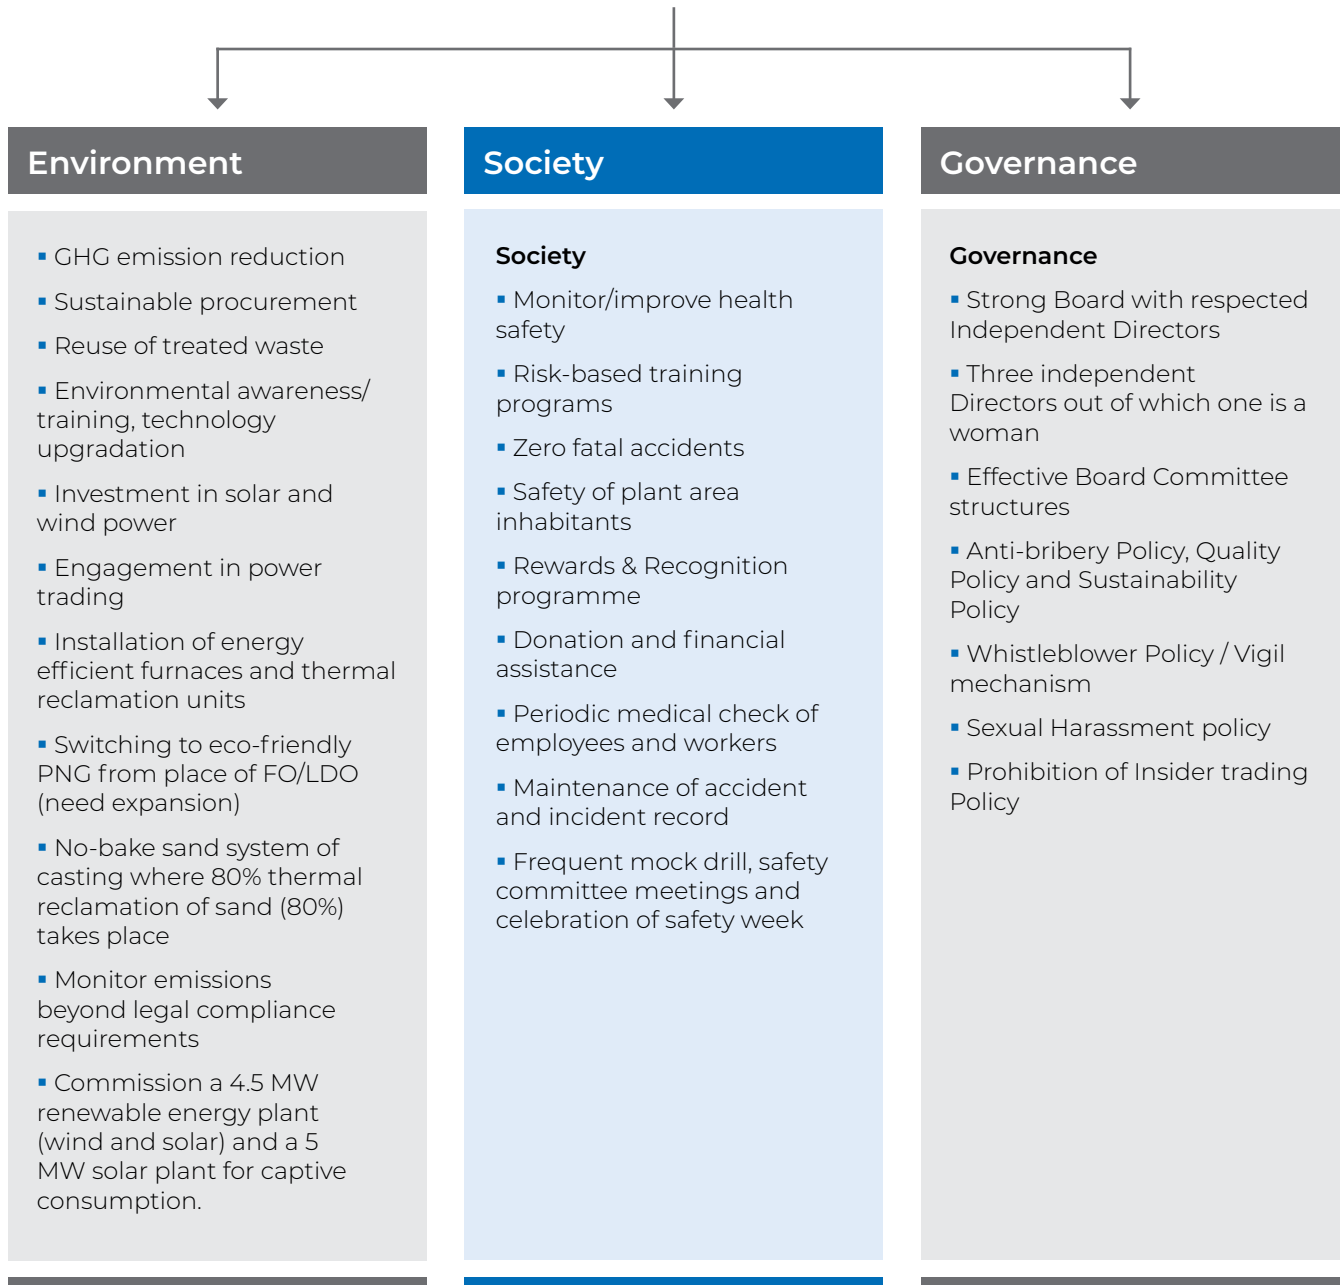 Environment
▪ GHG emission reduction
▪ Sustainable procurement
▪ Reuse of treated waste
▪ Environmental awareness/
training, technology
upgradation
▪ Investment in solar and
wind power
▪ Engagement in power
trading
▪ Installation of energy
efficient furnaces and thermal
reclamation units
▪ Switching to eco-friendly
PNG from place of FO/LDO
(need expansion)
▪ No-bake sand system of
casting where 80% thermal
reclamation of sand (80%)
takes place
▪ Monitor emissions
beyond legal compliance
requirements
▪ Commission a 4.5 MW
renewable energy plant
(wind and solar) and a 5
MW solar plant for captive
consumption.
Society
Society
▪ Monitor/improve health
safety
▪ Risk-based training
programs
▪ Zero fatal accidents
▪ Safety of plant area
inhabitants
▪ Rewards & Recognition
programme
▪ Donation and financial
assistance
▪ Periodic medical check of
employees and workers
▪ Maintenance of accident
and incident record
▪ Frequent mock drill, safety
committee meetings and
celebration of safety week
Governance
Governance
▪ Strong Board with respected
Independent Directors
▪ Three independent
Directors out of which one is a
woman
▪ Effective Board Committee
structures
▪ Anti-bribery Policy, Quality
Policy and Sustainability
Policy
▪ Whistleblower Policy / Vigil
mechanism
▪ Sexual Harassment policy
▪ Prohibition of Insider trading
Policy